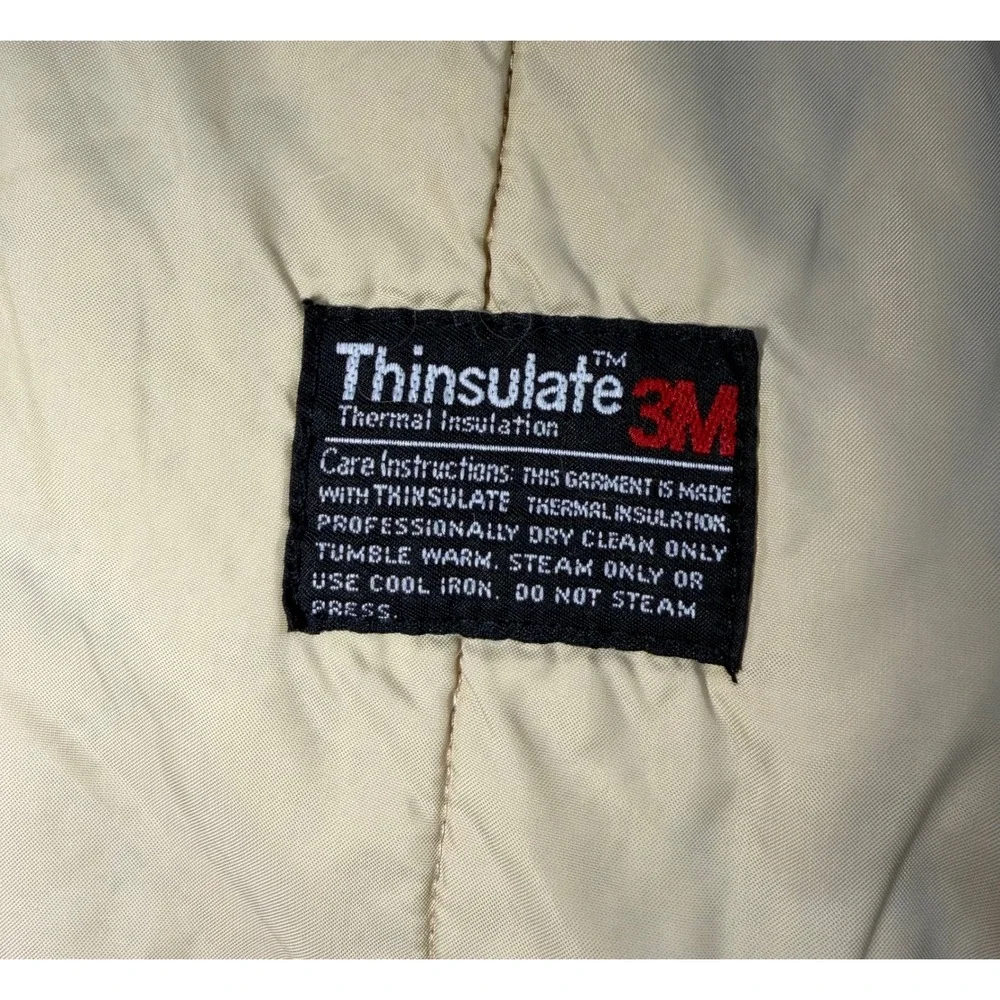 Thinsulate™ 3M
Thermal Insulation
Care Instructions: THIS GARMENT IS MADE
WITH THINSULATE THERMAL INSULATION.
PROFESSIONALLY DRY CLEAN ONLY
TUMBLE WARM. STEAM ONLY OR
USE COOL IRON. DO NOT STEAM
PRESS.